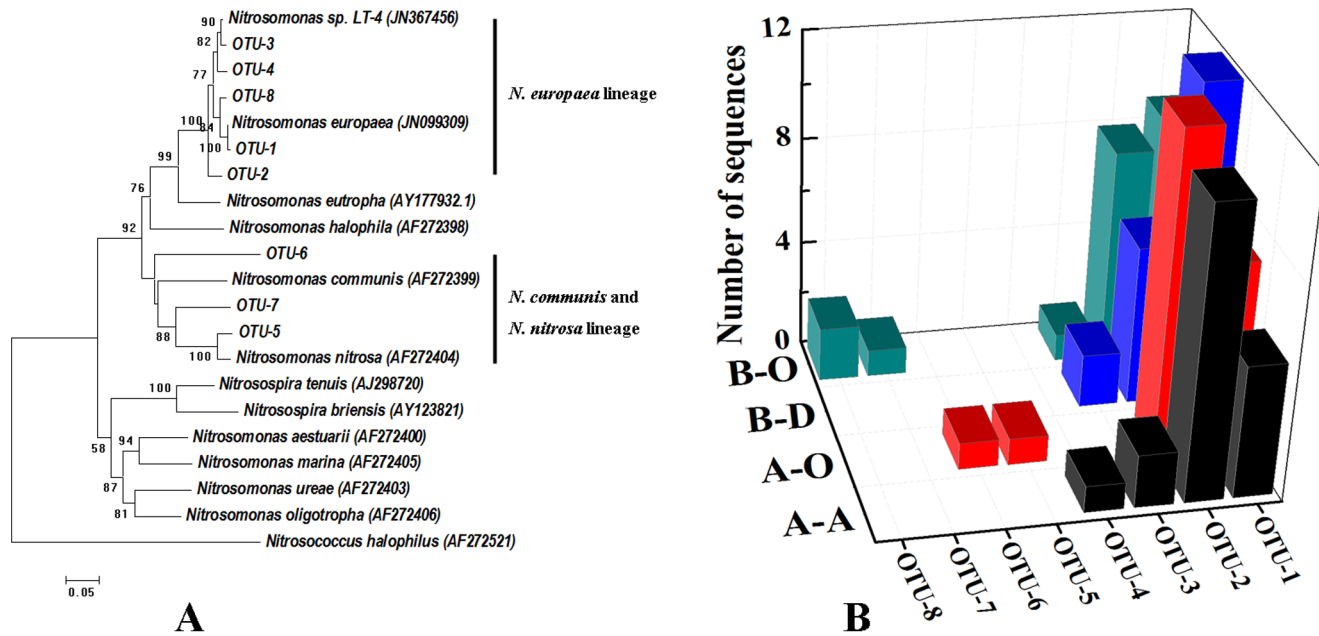 90
Nitrosomonas sp. LT-4 (JN367456)
82
OTU-3
77
OTU-4
OTU-8
100
84
Nitrosomonas europaea (JN099309)
100
OTU-1
99
OTU-2
N. europaea lineage
76
Nitrosomonas eutropha (AY177932.1)
92
Nitrosomonas halophila (AF272398)
OTU-6
Nitrosomonas communis (AF272399)
OTU-7
88
OTU-5
100
Nitrosomonas nitrosa (AF272404)
N. communis and
N. nitrosa lineage
100
Nitrosospira tenuis (AJ298720)
Nitrosospira briensis (AY123821)
58
94
Nitrosomonas aestuarii (AF272400)
Nitrosomonas marina (AF272405)
87
Nitrosomonas ureae (AF272403)
81
Nitrosomonas oligotropha (AF272406)
Nitrosococcus halophilus (AF272521)
0.05
A
Number of sequences
12
8
4
0
B-O
B-D
A-O
A-A
OTU-8
OTU-7
OTU-6
OTU-5
OTU-4
OTU-3
OTU-2
OTU-1
B